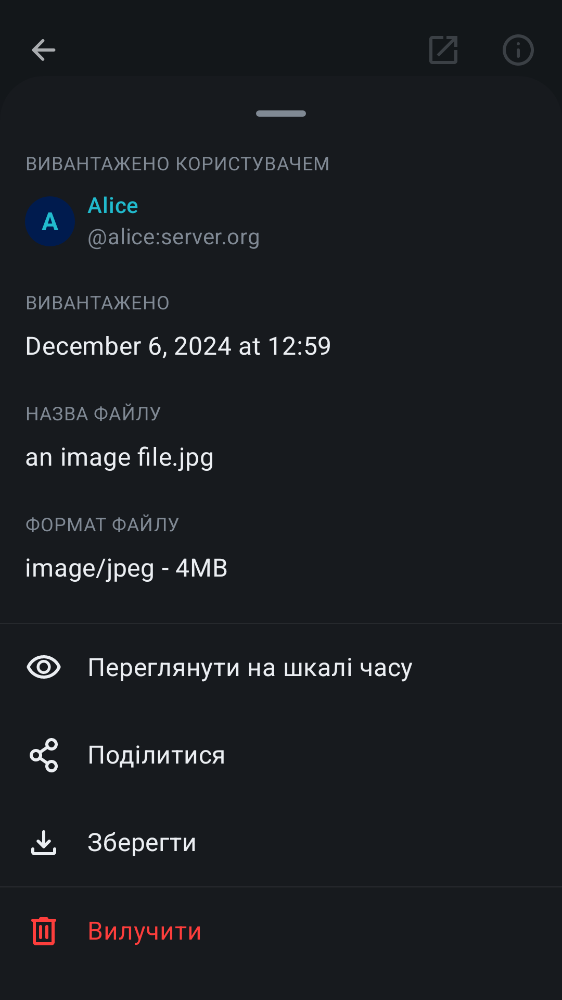 ВИВАНТАЖЕНО КОРИСТУВАЧЕМ
A
Alice
@alice:server.org
ВИВАНТАЖЕНО
December 6, 2024 at 12:59
НАЗВА ФАЙЛУ
an image file.jpg
ФОРМАТ ФАЙЛУ
image/jpeg - 4MB
Переглянути на шкалі часу
Поділитися
Зберегти
Вилучити